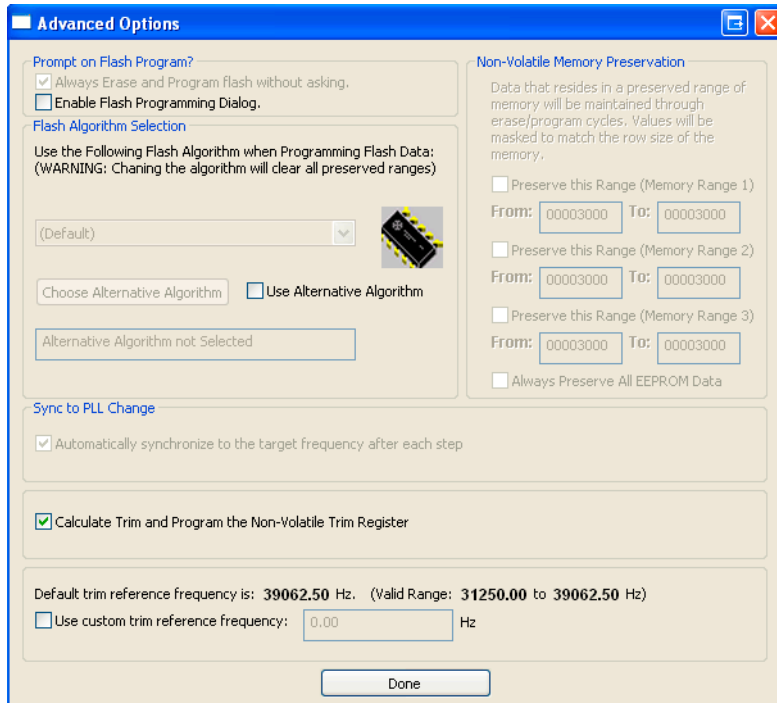 Advanced Options
Prompt on Flash Program?
Always Erase and Program flash without asking.
Enable Flash Programming Dialog.
Flash Algorithm Selection
Use the Following Flash Algorithm when Programming Flash Data:
(WARNING: Chaning the algorithm will clear all preserved ranges)
(Default)
Choose Alternative Algorithm
Use Alternative Algorithm
Alternative Algorithm not Selected
Non-Volatile Memory Preservation
Data that resides in a preserved range of
memory will be maintained through
erase/program cycles. Values will be
masked to match the row size of the
memory.
Preserve this Range (Memory Range 1)
From: 00003000 To: 00003000
Preserve this Range (Memory Range 2)
From: 00003000 To: 00003000
Preserve this Range (Memory Range 3)
From: 00003000 To: 00003000
Always Preserve All EEPROM Data
Sync to PLL Change
Automatically synchronize to the target frequency after each step
Calculate Trim and Program the Non-Volatile Trim Register
Default trim reference frequency is: 39062.50 Hz. (Valid Range: 31250.00 to 39062.50 Hz)
Use custom trim reference frequency: 0.00 Hz
Done